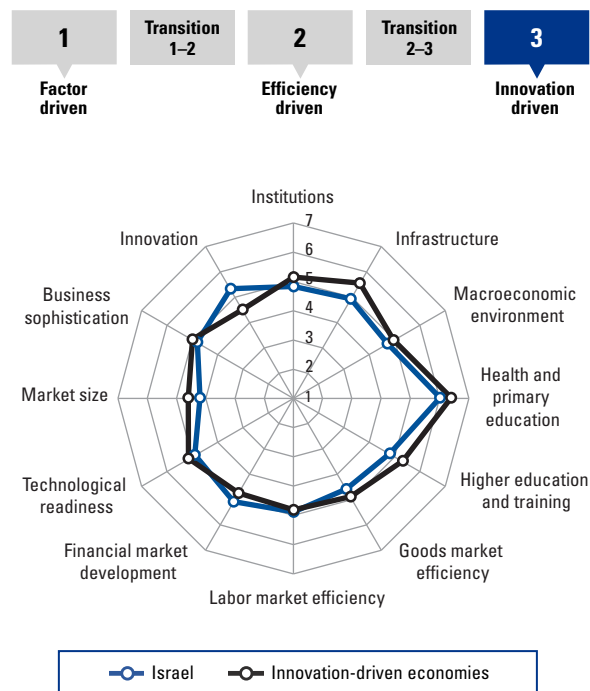 1
Transition
1–2
2
Transition
2–3
3
Factor
driven
Efficiency
driven
Innovation
driven
Institutions
7
Innovation
Infrastructure
6
5
Business
sophistication
Macroeconomic
environment
4
3
Market size
Health and
primary
education
2
1
Technological
readiness
Higher education
and training
Financial market
development
Goods market
efficiency
Labor market efficiency
Israel
Innovation-driven economies